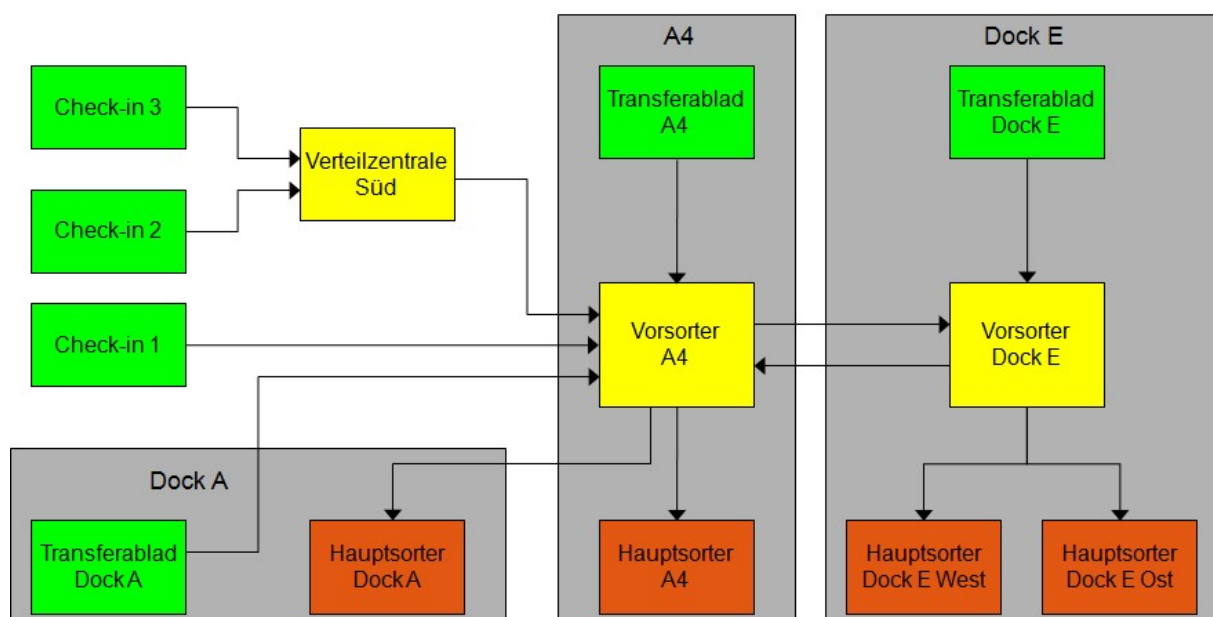 A4
Dock E
Check-in 3
Transferablad
A4
Transferablad
Dock E
Verteilzentrale
Süd
Check-in 2
Check-in 1
Vorsorter
A4
Vorsorter
Dock E
Dock A
Transferablad
Dock A
Hauptsorter
Dock A
Hauptsorter
A4
Hauptsorter
Dock E West
Hauptsorter
Dock E Ost